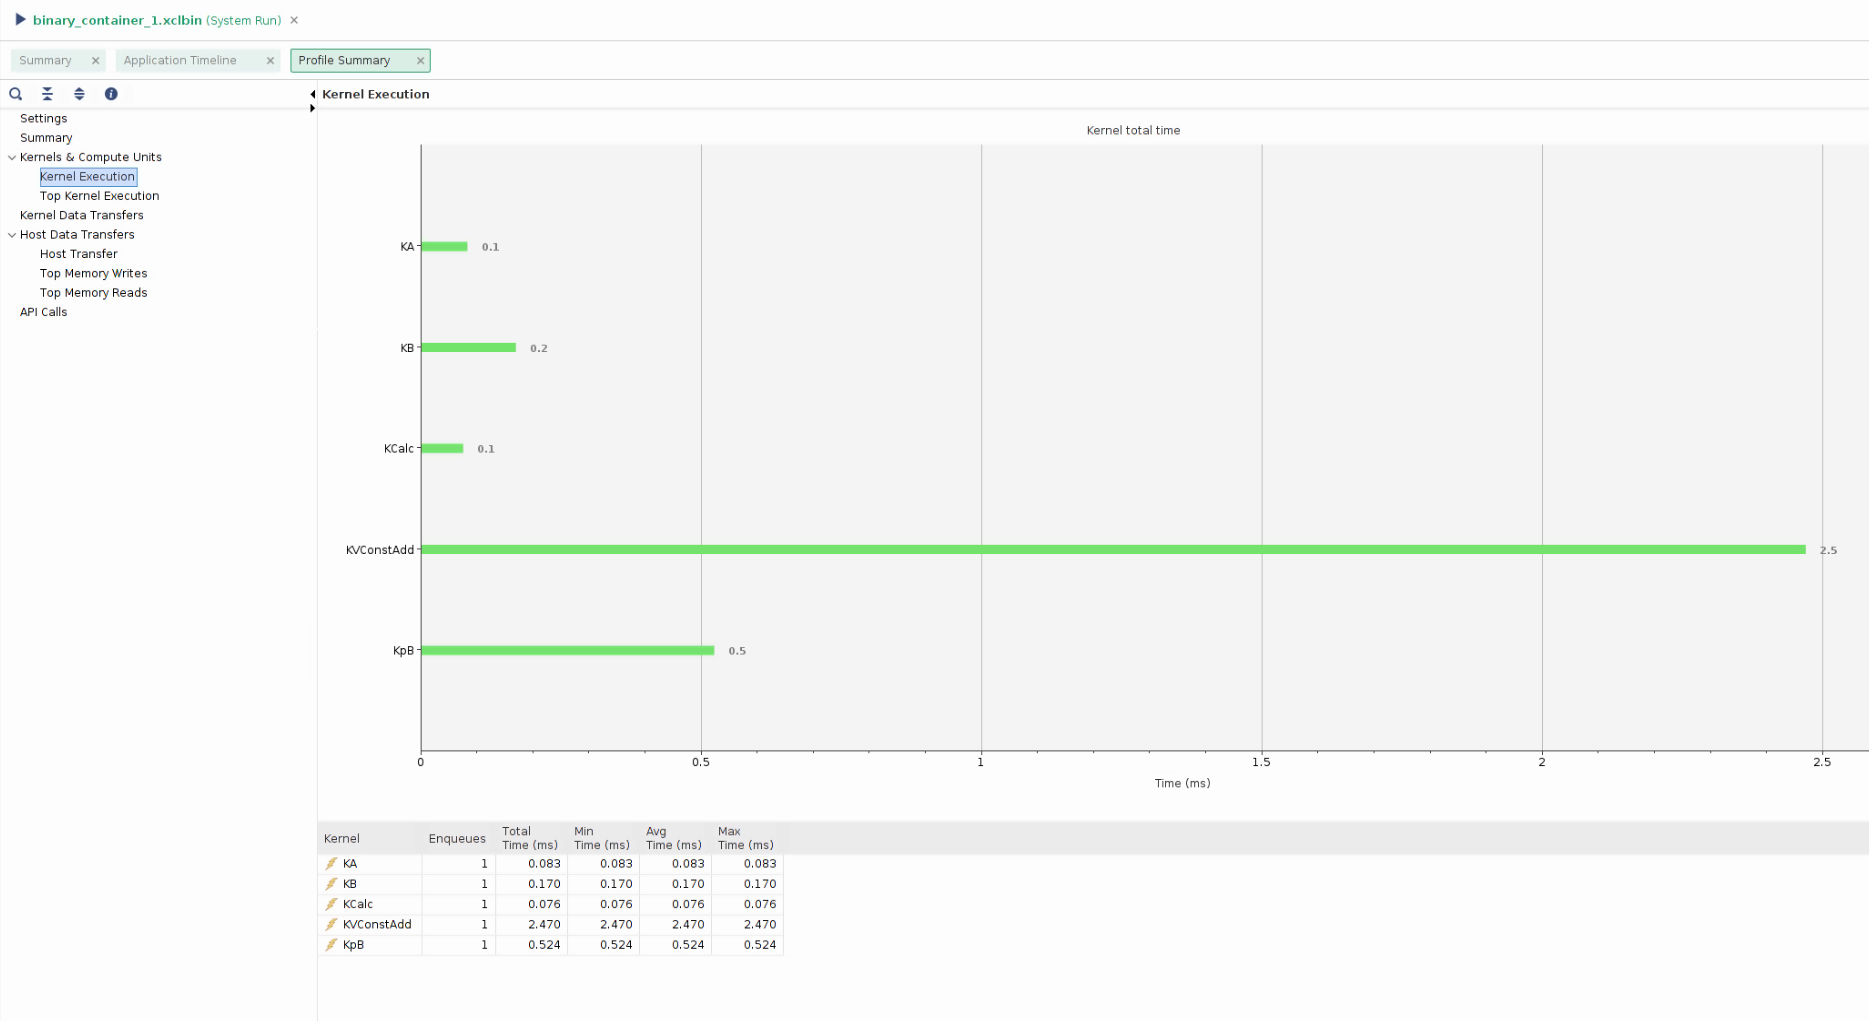 binary_container_1.xclbin (System Run)
Summary Application Timeline Profile Summary
Kernel Execution
Settings
Summary
Kernels & Compute Units
Kernel Execution
Top Kernel Execution
Kernel Data Transfers
Host Data Transfers
Host Transfer
Top Memory Writes
Top Memory Reads
API Calls
Kernel total time
KA 0.1
KB 0.2
KCalc 0.1
KVConstAdd 2.5
KpB 0.5
0 0.5 1 1.5 2 2.5
Time (ms)
Kernel Enqueues Total Time (ms) Min Time (ms) Avg Time (ms) Max Time (ms)
KA 1 0.083 0.083 0.083 0.083
KB 1 0.170 0.170 0.170 0.170
KCalc 1 0.076 0.076 0.076 0.076
KVConstAdd 1 2.470 2.470 2.470 2.470
KpB 1 0.524 0.524 0.524 0.524